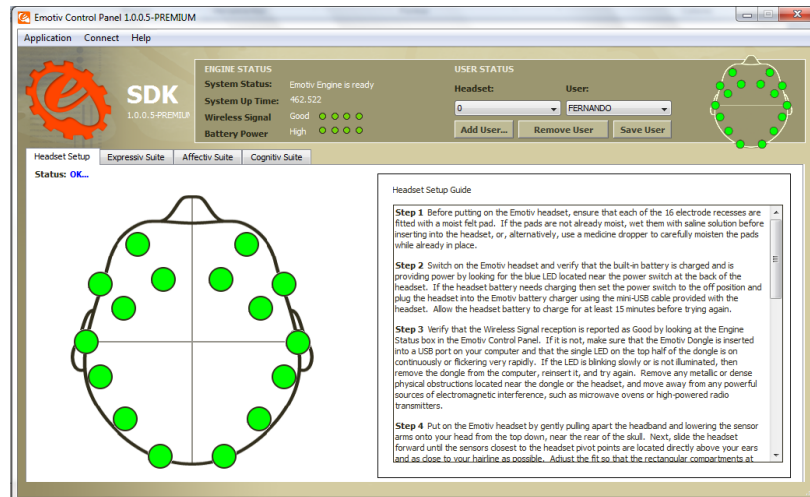 Emotiv Control Panel 1.0.0.5-PREMIUM
Application Connect Help
SDK
1.0.0.5-PREMIUM
ENGINE STATUS
System Status: Emotiv Engine is ready
System Up Time: 462.522
Wireless Signal Good
Battery Power High
USER STATUS
Headset: User:
0 FERNANDO
Add User... Remove User Save User
Headset Setup Expressiv Suite Affectiv Suite Cognitiv Suite
Status: OK...
Headset Setup Guide
Step 1 Before putting on the Emotiv headset, ensure that each of the 16 electrode recesses are
fitted with a moist felt pad. If the pads are not already moist, wet them with saline solution before
inserting into the headset, or, alternatively, use a medicine dropper to carefully moisten the pads
while already in place.
Step 2 Switch on the Emotiv headset and verify that the built-in battery is charged and is
providing power by looking for the blue LED located near the power switch at the back of the
headset. If the headset battery needs charging then set the power switch to the off position and
plug the headset into the Emotiv battery charger using the mini-USB cable provided with the
headset. Allow the headset battery to charge for at least 15 minutes before trying again.
Step 3 Verify that the Wireless Signal reception is reported as Good by looking at the Engine
Status box in the Emotiv Control Panel. If it is not, make sure that the Emotiv Dongle is inserted
into a USB port on your computer and that the single LED on the top half of the dongle is on
continuously or flickering very rapidly. If the LED is blinking slowly or is not illuminated, then
remove the dongle from the computer, reinsert it, and try again. Remove any metallic or dense
physical obstructions located near the dongle or the headset, and move away from any powerful
sources of electromagnetic interference, such as microwave ovens or high-powered radio
transmitters.
Step 4 Put on the Emotiv headset by gently pulling apart the headband and lowering the sensor
arms onto your head from the top down, near the rear of the skull. Next, slide the headset
forward until the sensors closest to the headset pivot points are located directly above your ears
and as close to your hairline as possible. Adjust the fit so that the rectangular compartments at